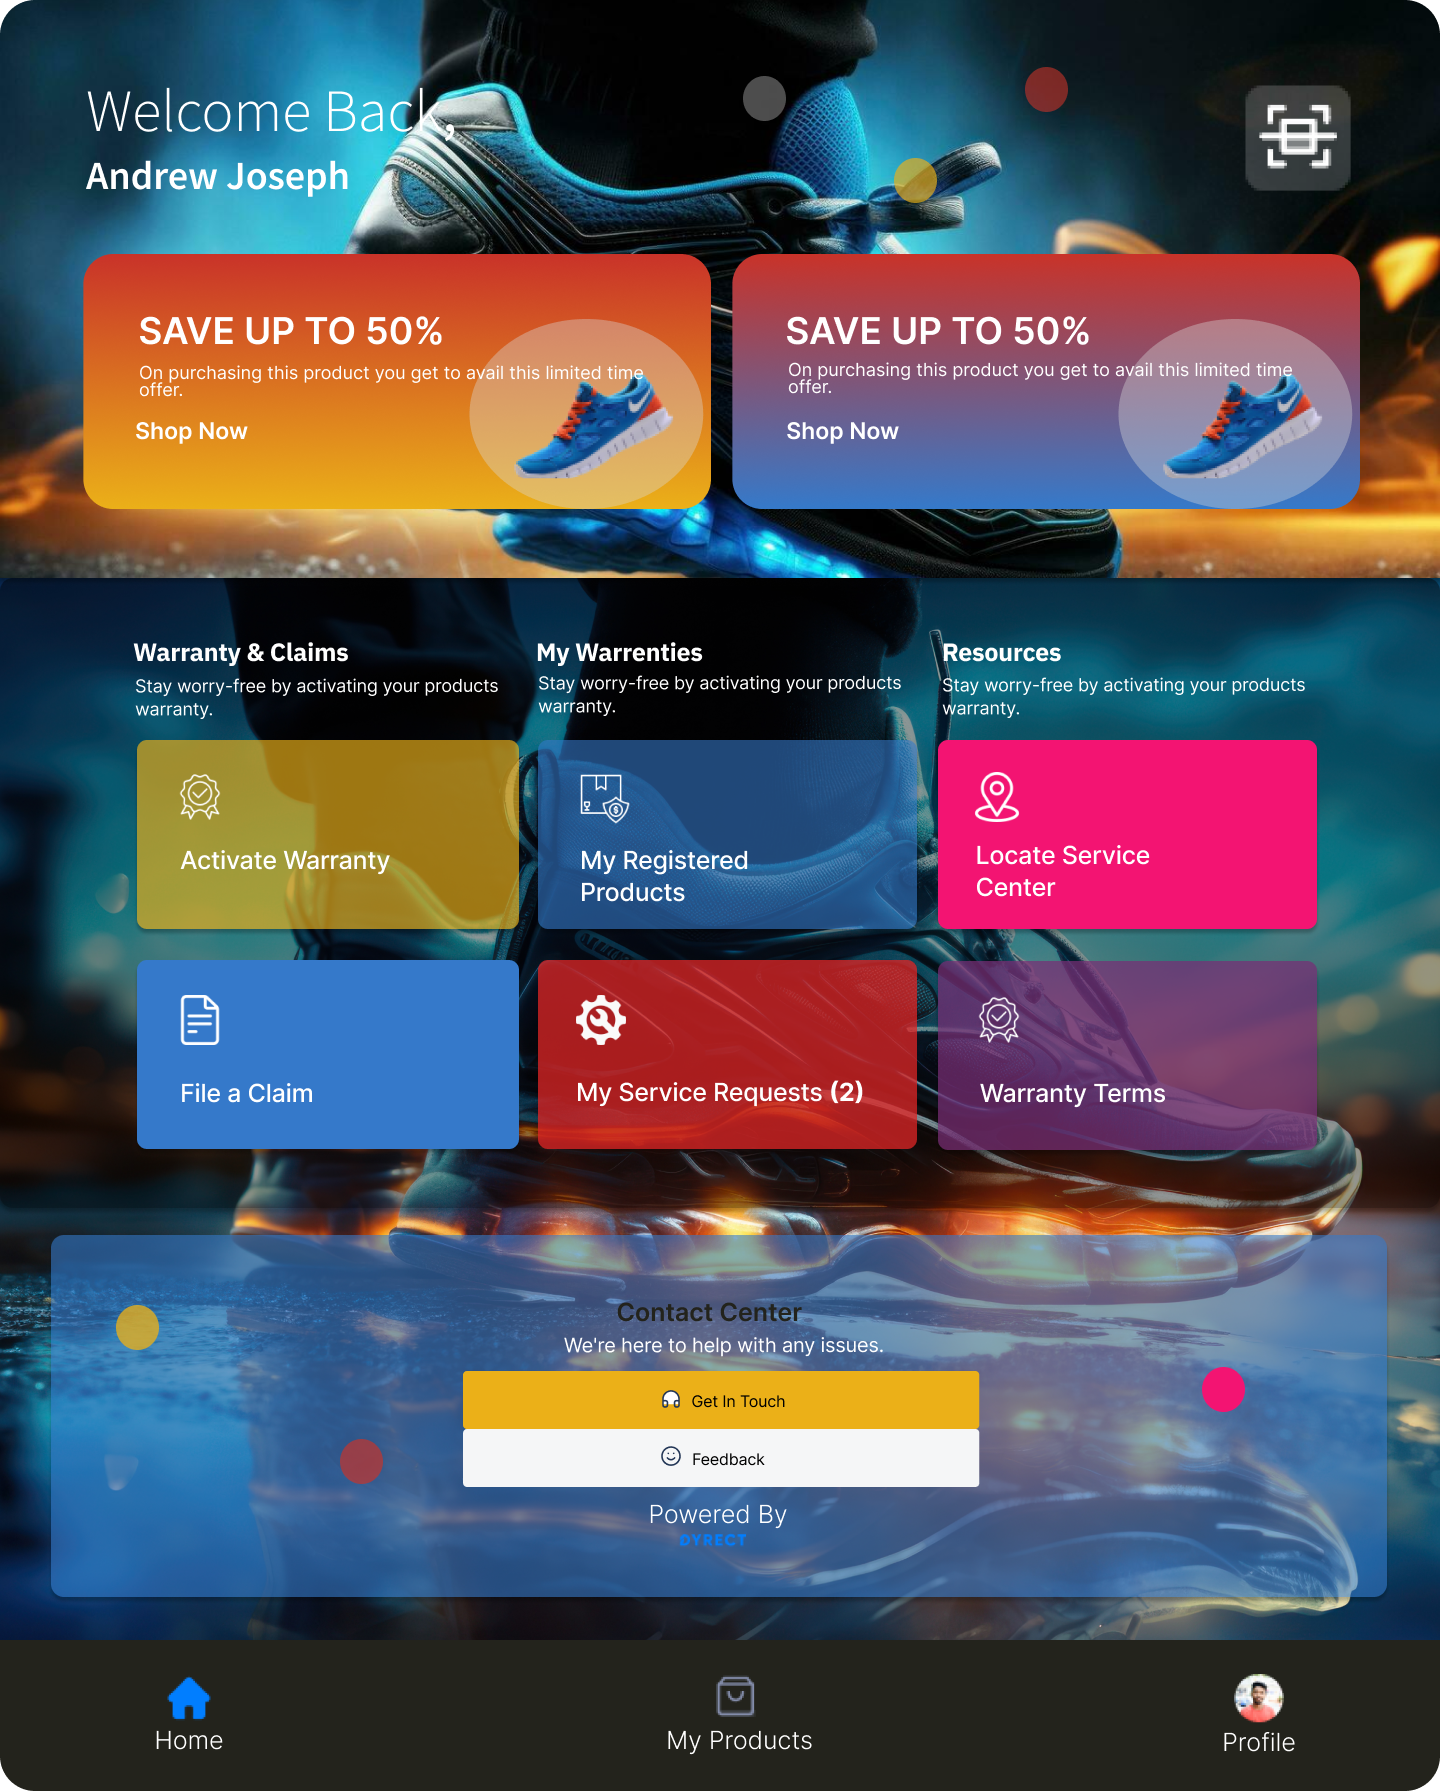 Welcome Back,
Andrew Joseph
SAVE UP TO 50%
On purchasing this product you get to avail this limited time
offer.
Shop Now
SAVE UP TO 50%
On purchasing this product you get to avail this limited time
offer.
Shop Now
Warranty & Claims
Stay worry-free by activating your products
warranty.
My Warrenties
Stay worry-free by activating your products
warranty.
Resources
Stay worry-free by activating your products
warranty.
Activate Warranty
My Registered
Products
Locate Service
Center
File a Claim
My Service Requests (2)
Warranty Terms
Contact Center
We're here to help with any issues.
Get In Touch
Feedback
Powered By
DYRECT
Home
My Products
Profile